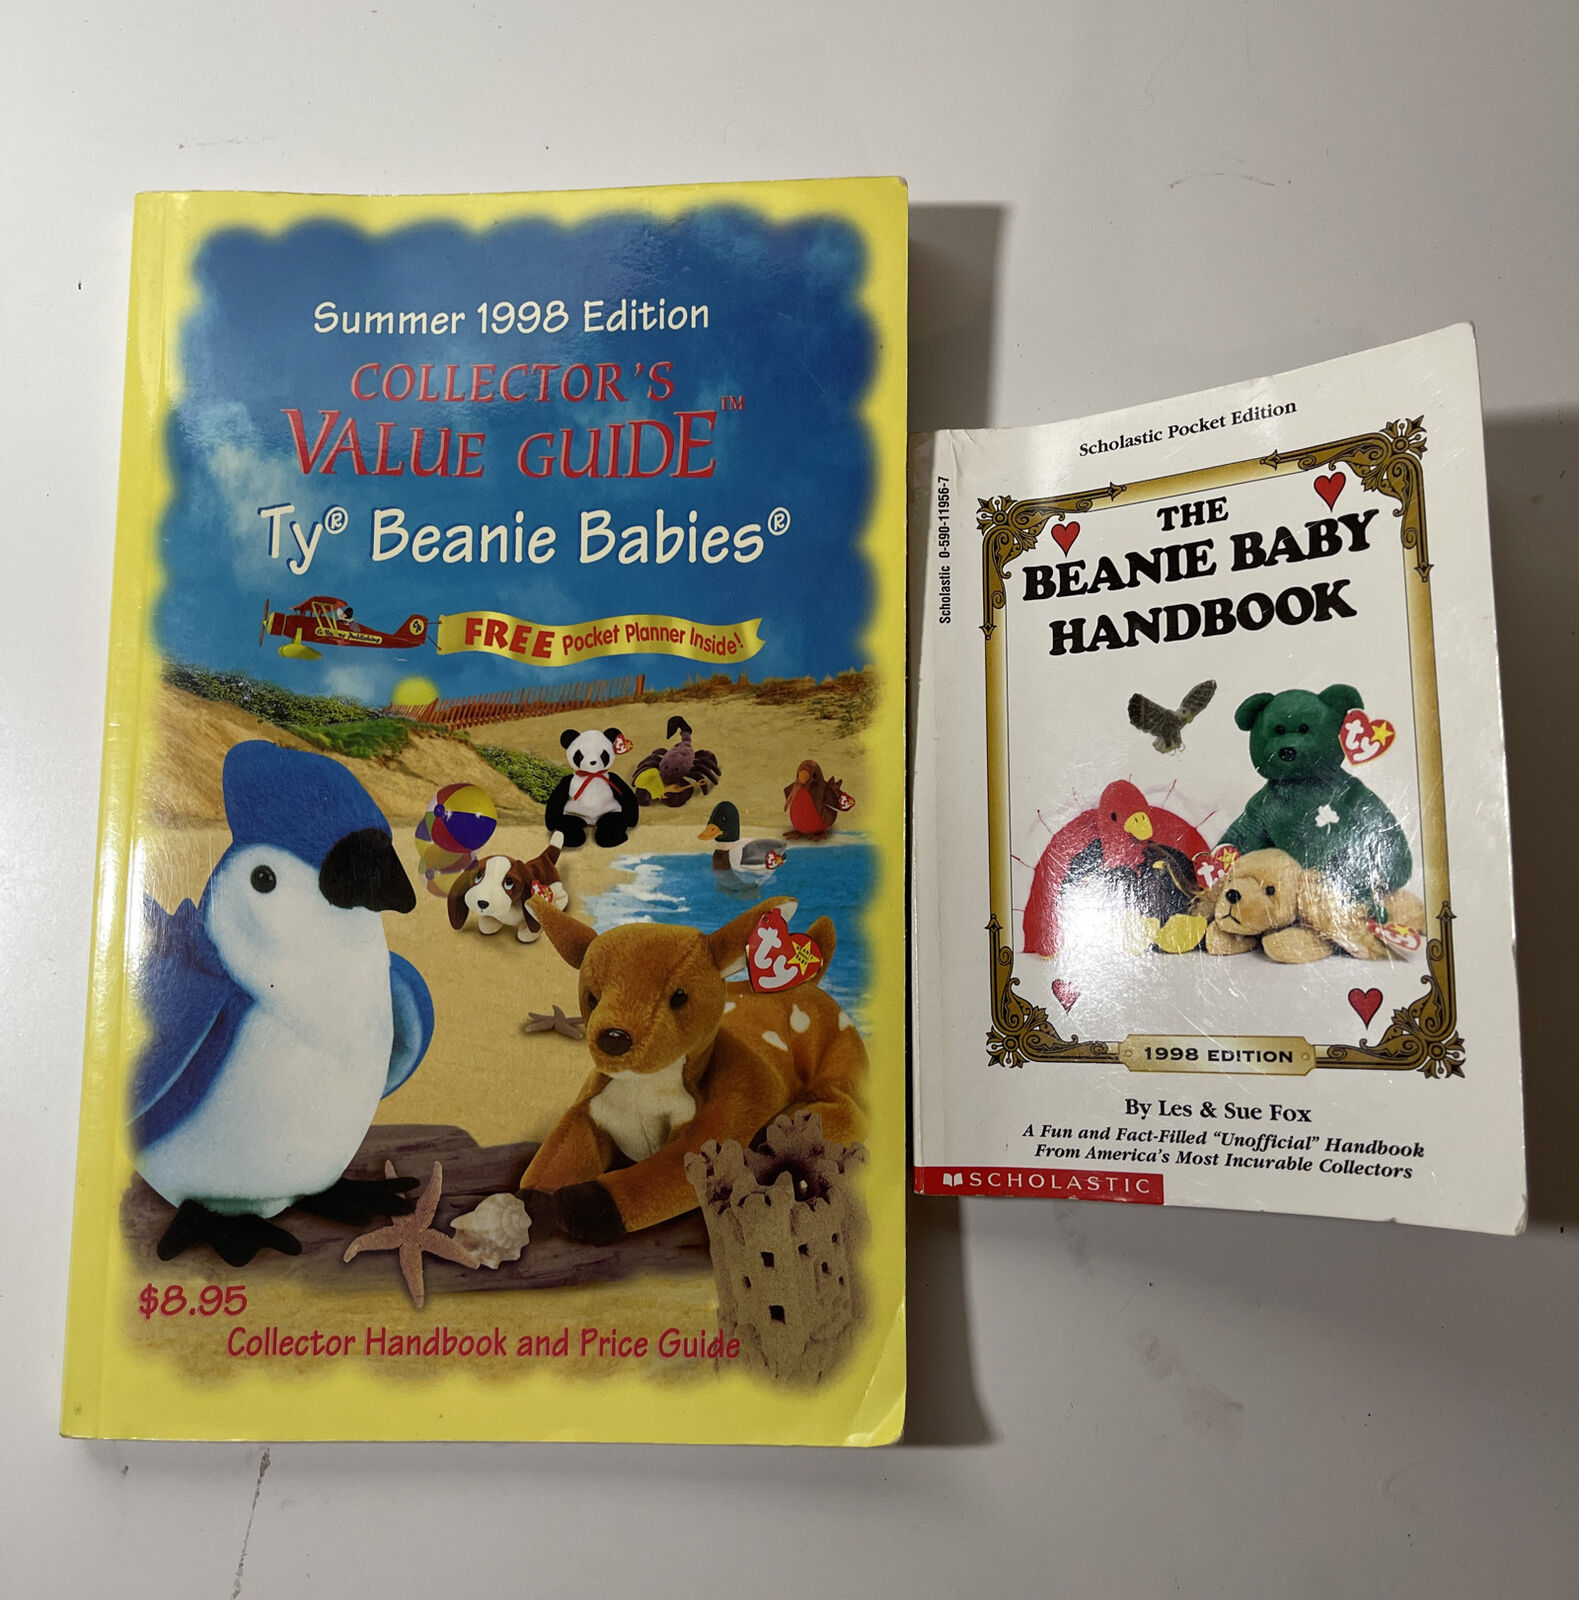 Summer 1998 Edition
COLLECTOR'S
VALUE GUIDE™
Ty® Beanie Babies®
FREE Pocket Planner Inside!
$8.95
Collector Handbook and Price Guide
Scholastic 0-590-11956-7
Scholastic Pocket Edition
THE
BEANIE BABY
HANDBOOK
ty
1998 EDITION
By Les & Sue Fox
A Fun and Fact-Filled "Unofficial" Handbook
From America's Most Incurable Collectors
SCHOLASTIC